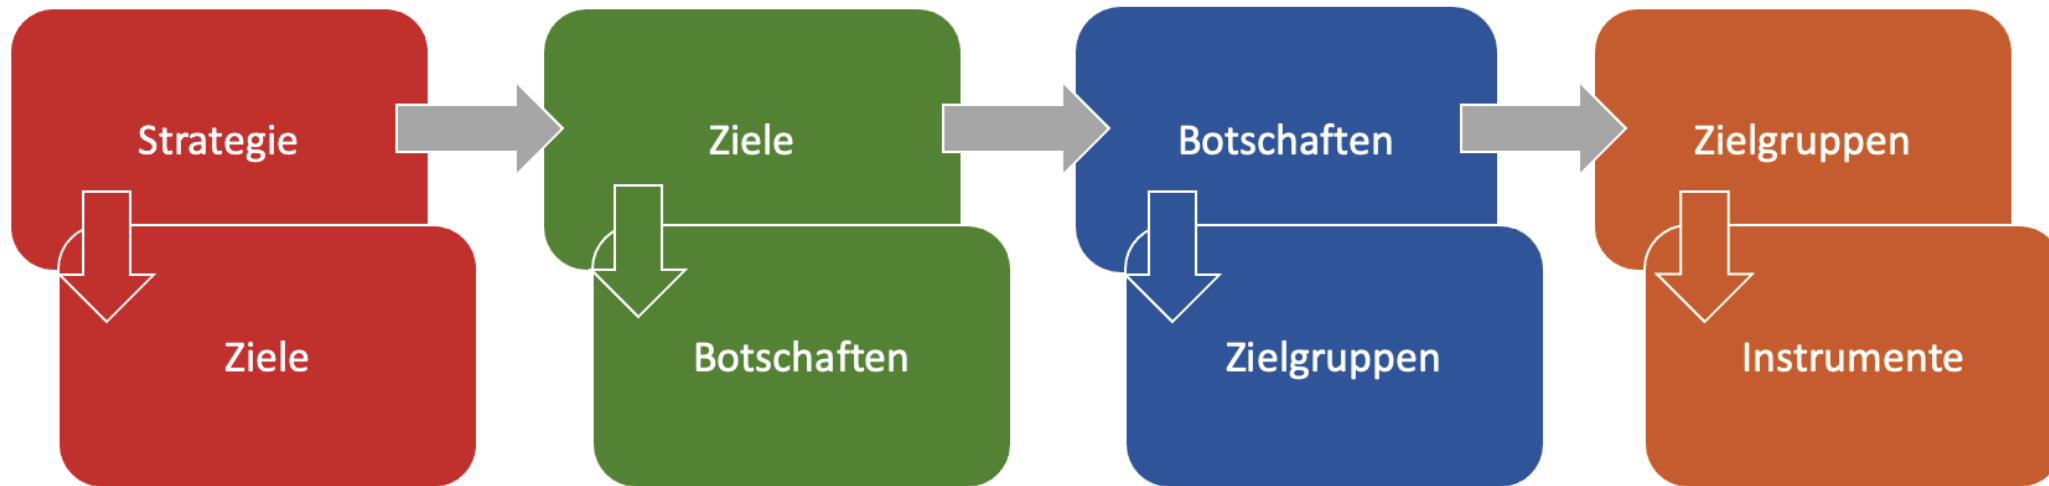 Strategie
Ziele
Ziele
Botschaften
Botschaften
Zielgruppen
Zielgruppen
Instrumente